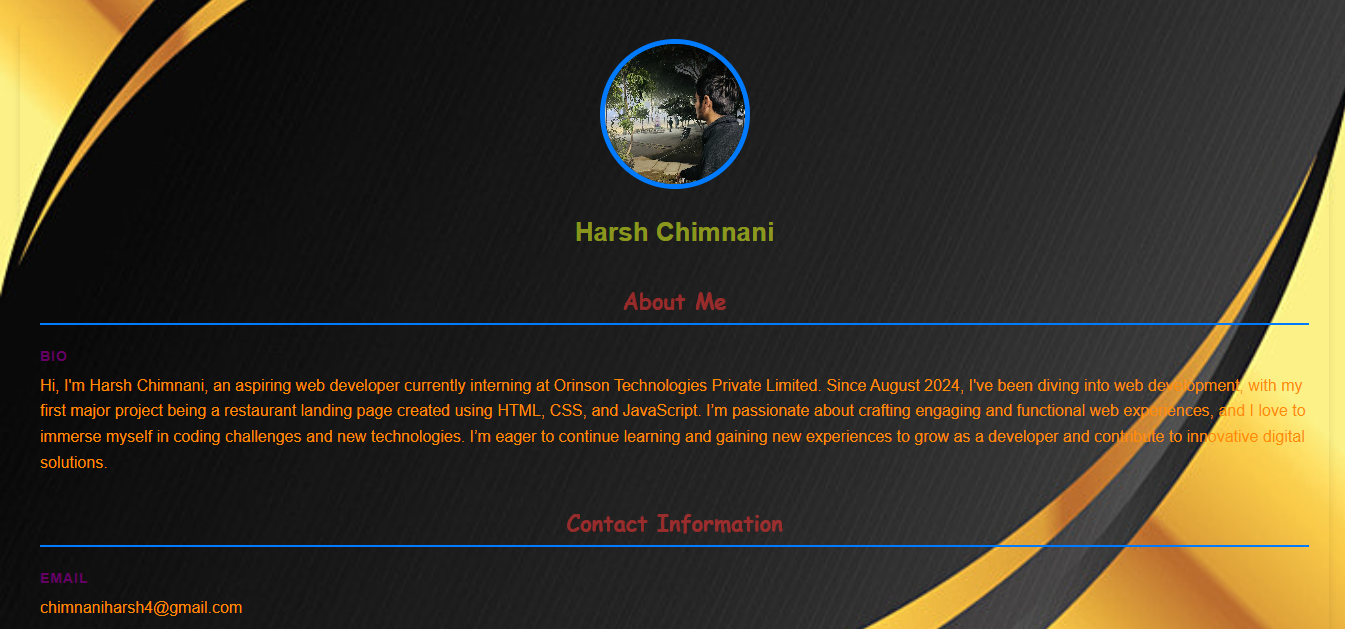 Harsh Chimnani
About Me
BIO
Hi, I'm Harsh Chimnani, an aspiring web developer currently interning at Orinson Technologies Private Limited. Since August 2024, I've been diving into web development, with my
first major project being a restaurant landing page created using HTML, CSS, and JavaScript. I’m passionate about crafting engaging and functional web experiences, and I love to
immerse myself in coding challenges and new technologies. I’m eager to continue learning and gaining new experiences to grow as a developer and contribute to innovative digital
solutions.
Contact Information
EMAIL
chimnaniharsh4@gmail.com